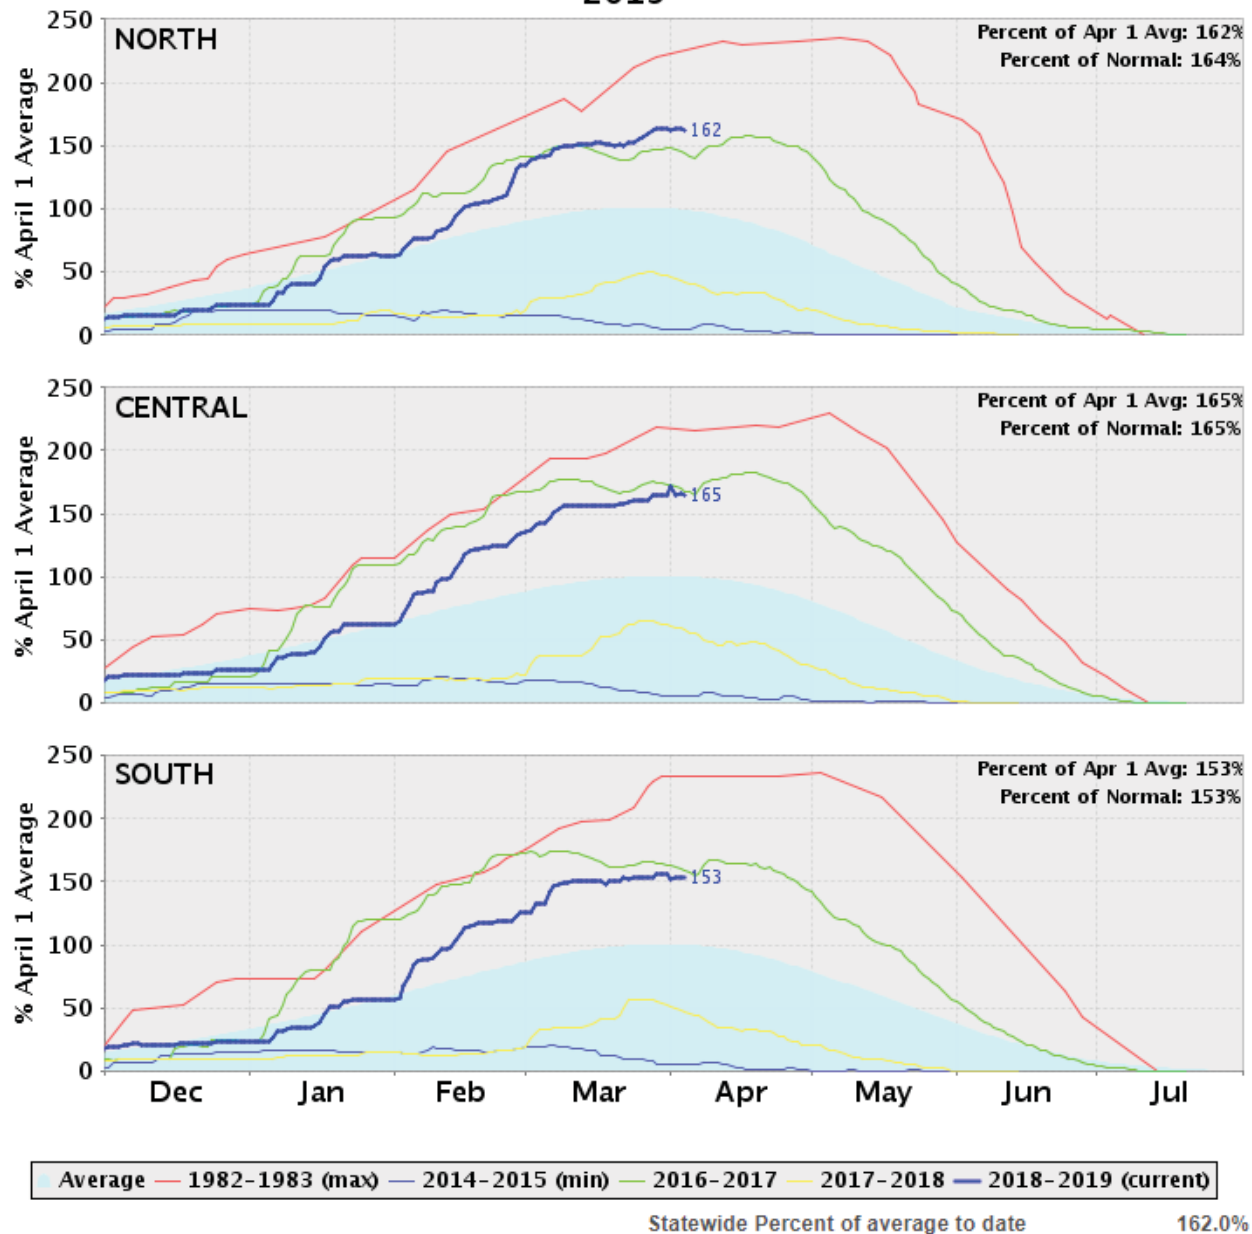 2019
250
200
150
100
50
0
% April 1 Average
NORTH
Percent of Apr 1 Avg: 162%
Percent of Normal: 164%
162
250
200
150
100
50
0
% April 1 Average
CENTRAL
Percent of Apr 1 Avg: 165%
Percent of Normal: 165%
165
250
200
150
100
50
0
% April 1 Average
SOUTH
Percent of Apr 1 Avg: 153%
Percent of Normal: 153%
153
Dec Jan Feb Mar Apr May Jun Jul
Average 1982-1983 (max) 2014-2015 (min) 2016-2017 2017-2018 2018-2019 (current)
Statewide Percent of average to date 162.0%